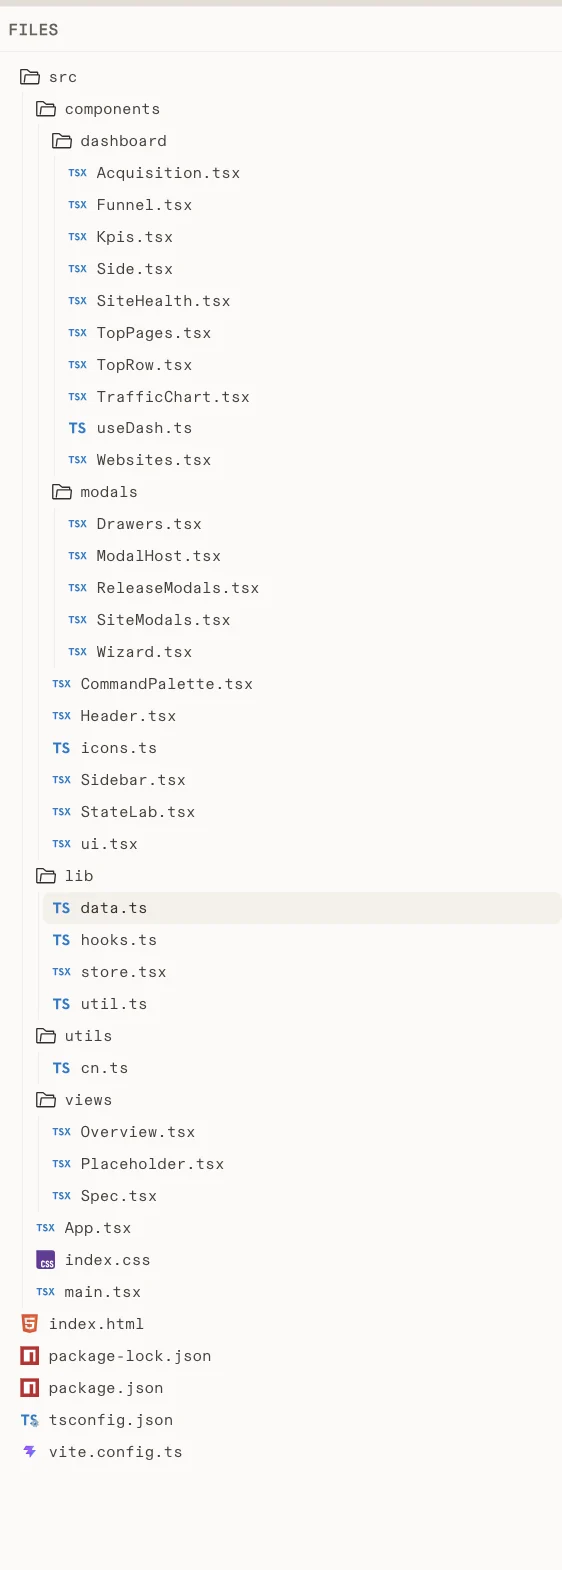 FILES
src
components
dashboard
TSX Acquisition.tsx
TSX Funnel.tsx
TSX Kpis.tsx
TSX Side.tsx
TSX SiteHealth.tsx
TSX TopPages.tsx
TSX TopRow.tsx
TSX TrafficChart.tsx
TS useDash.ts
TSX Websites.tsx
modals
TSX Drawers.tsx
TSX ModalHost.tsx
TSX ReleaseModals.tsx
TSX SiteModals.tsx
TSX Wizard.tsx
TSX CommandPalette.tsx
TSX Header.tsx
TS icons.ts
TSX Sidebar.tsx
TSX StateLab.tsx
TSX ui.tsx
lib
TS data.ts
TS hooks.ts
TSX store.tsx
TS util.ts
utils
TS cn.ts
views
TSX Overview.tsx
TSX Placeholder.tsx
TSX Spec.tsx
TSX App.tsx
CSS index.css
TSX main.tsx
5 index.html
n package-lock.json
n package.json
TS tsconfig.json
vite.config.ts